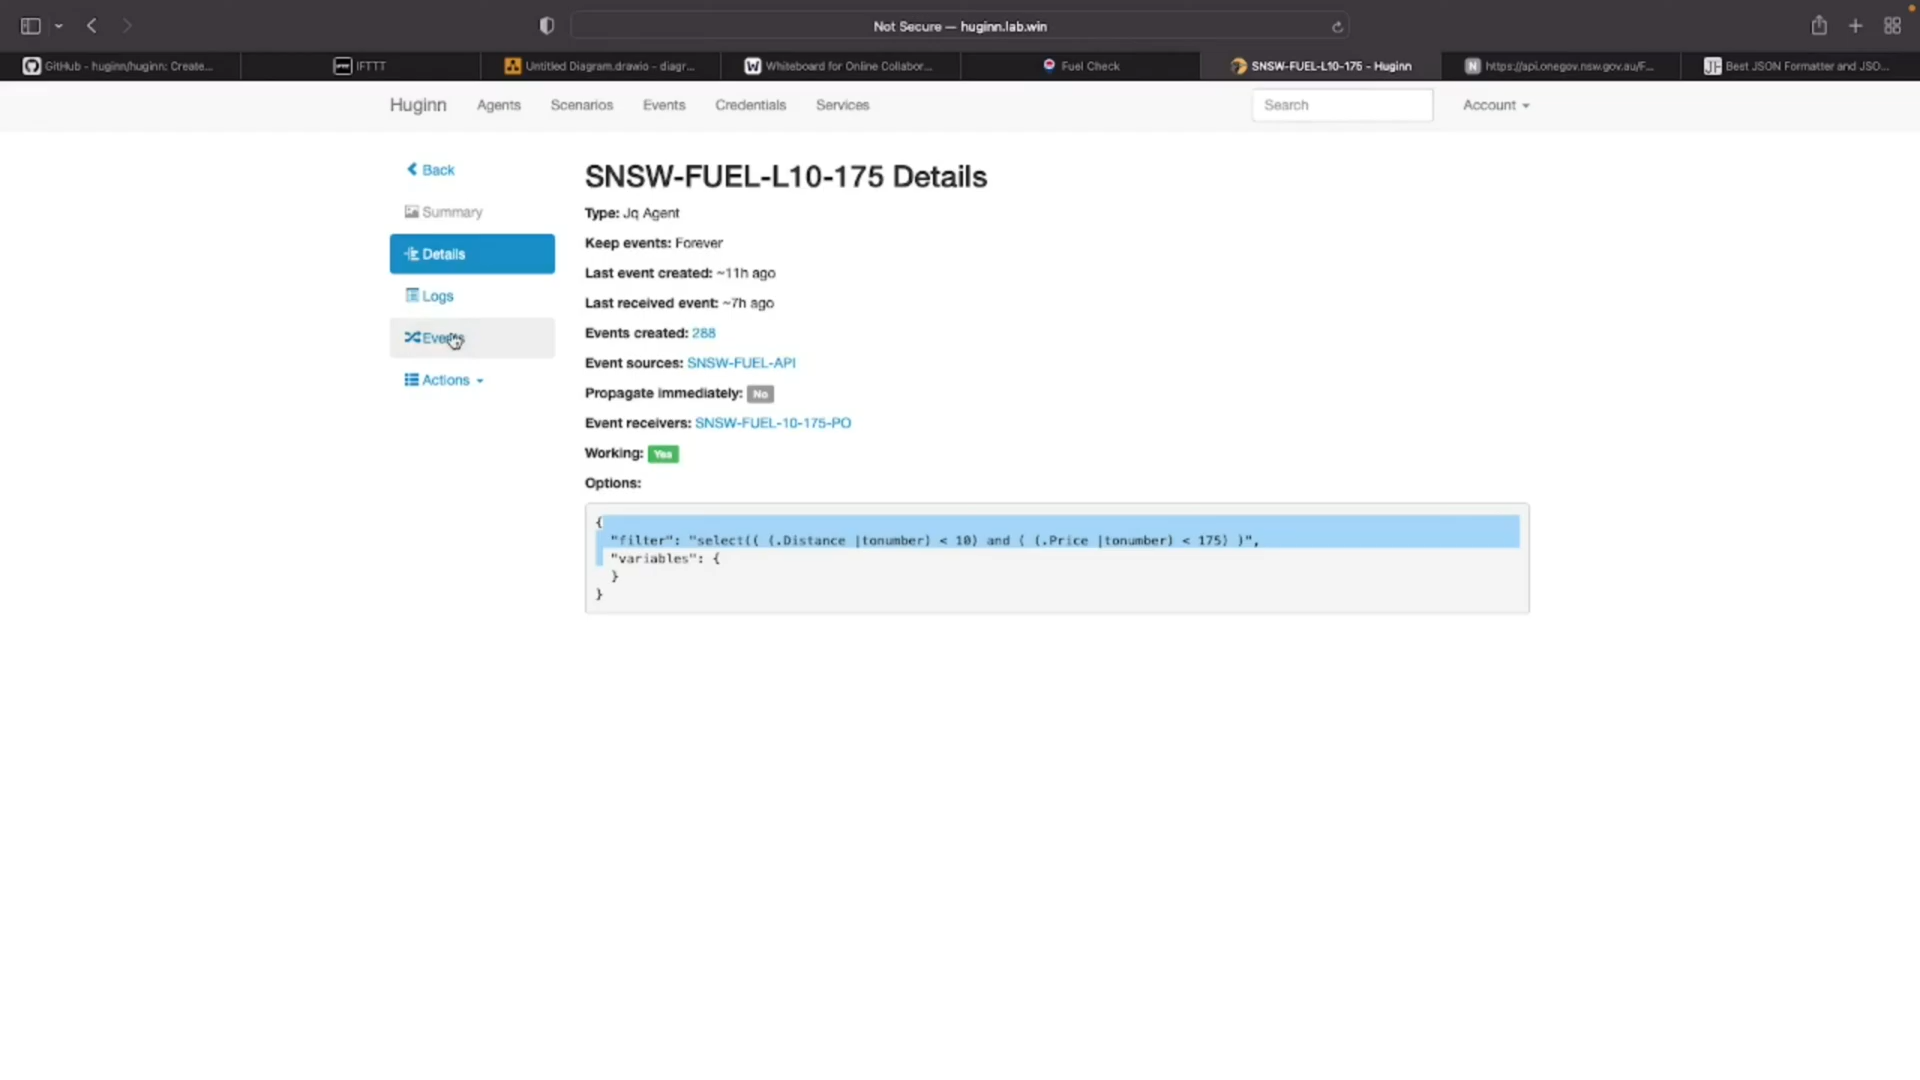 Not Secure — huginn.lab.win
GitHub - huginn/huginn: Create...
IFTTT
Untitled Diagram.drawio - diagr...
Whiteboard for Online Collabor...
Fuel Check
SNSW-FUEL-L10-175 - Huginn
https://api.onegov.nsw.gov.au/F...
Best JSON Formatter and JSO...
Huginn
Agents
Scenarios
Events
Credentials
Services
Search
Account
Back
Summary
Details
Logs
Events
Actions
SNSW-FUEL-L10-175 Details
Type: Jq Agent
Keep events: Forever
Last event created: ~11h ago
Last received event: ~7h ago
Events created: 288
Event sources: SNSW-FUEL-API
Propagate immediately: No
Event receivers: SNSW-FUEL-10-175-PO
Working: Yes
Options:
{
"filter": "select(( (.Distance |tonumber) < 10) and ( (.Price |tonumber) < 175) )",
"variables": {
}
}